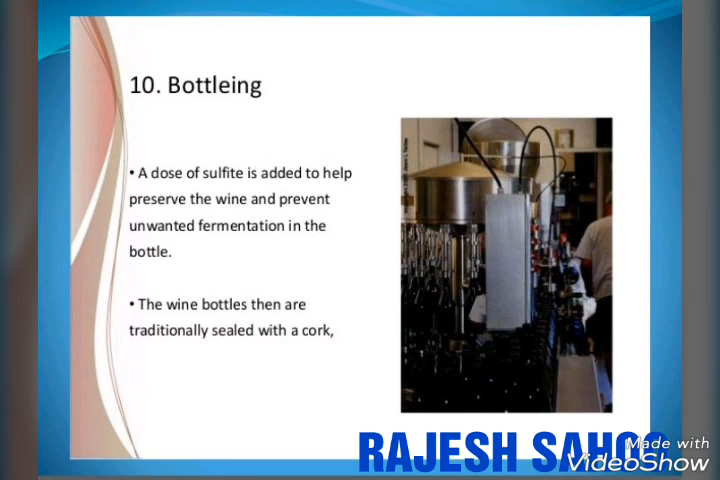 10. Bottleing
• A dose of sulfite is added to help
preserve the wine and prevent
unwanted fermentation in the
bottle.
• The wine bottles then are
traditionally sealed with a cork,
RAJESH
Made with
VideoShow